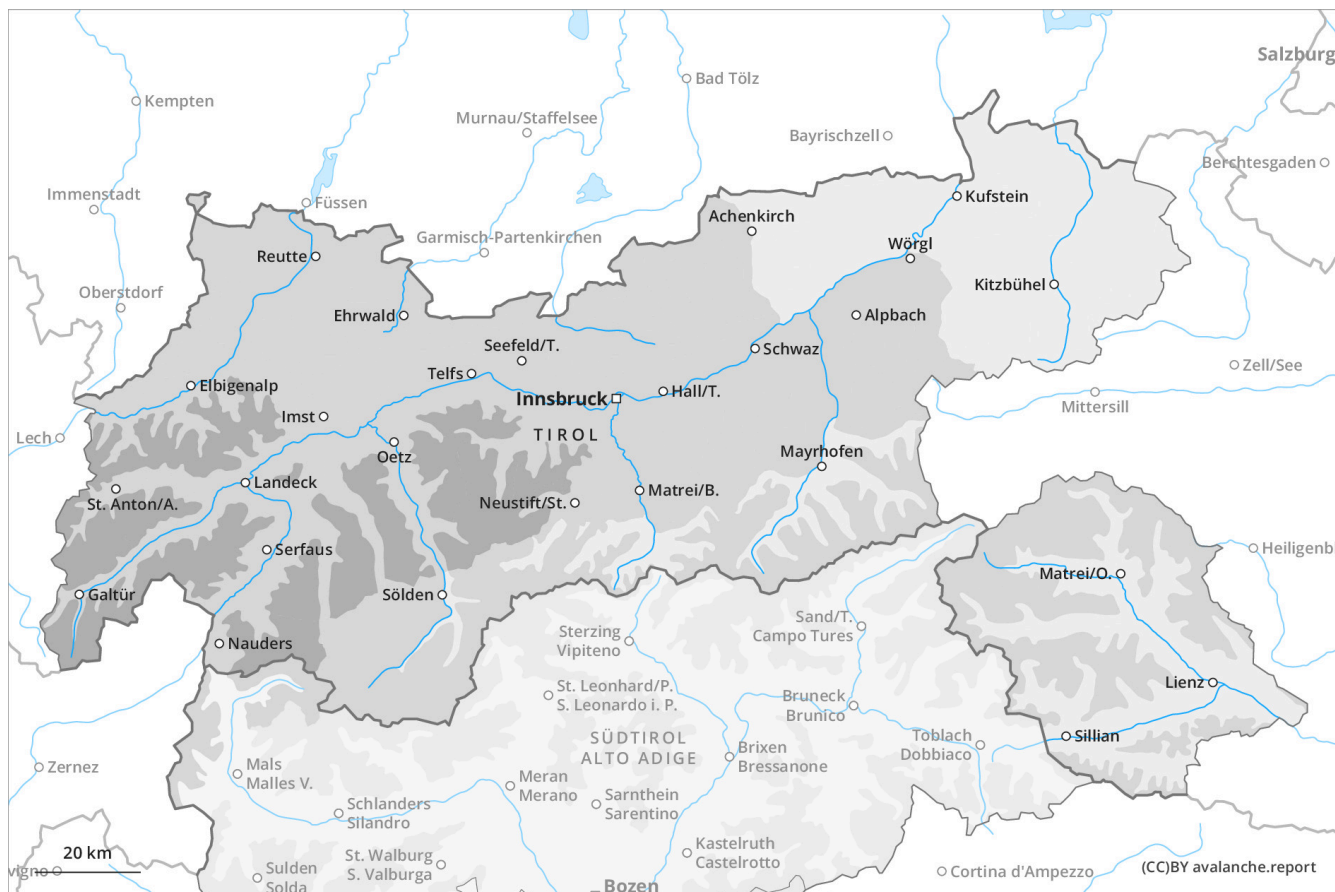 Salzburg
Kempten
Bad Tölz
Murnau/Staffelsee
Bayrischzell
Berchtesgaden
Immenstadt
Füssen
Kufstein
Achenkirch
Garmisch-Partenkirchen
Wörgl
Reutte
Kitzbühel
Oberstdorf
Ehrwald
Alpbach
Seefeld/T.
Schwaz
Zell/See
Telfs
Elbigenalp
Innsbruck
Hall/T.
Mittersill
Imst
Lech
TIROL
Oetz
Mayrhofen
Landeck
St. Anton/A.
Neustift/St.
Matrei/B.
Serfaus
Heiligenb
Matrei/O.
Galtür
Sölden
Sand/T.
Campo Tures
Sterzing
Vipiteno
Nauders
Lienz
St. Leonhard/P.
S. Leonardo i. P.
Bruneck
Brunico
Toblach
Dobbiaco
Sillian
SÜDTIROL
ALTO ADIGE
Brixen
Bressanone
Zernez
Mals
Malles V.
Meran
Merano
Schlanders
Silandro
Sarnthein
Sarentino
Kastelruth
Castelrotto
20 km
St. Walburg
S. Valburga
vigno
Sulden
Solda
Cortina d'Ampezzo
(CC)BY avalanche.report
Bozen